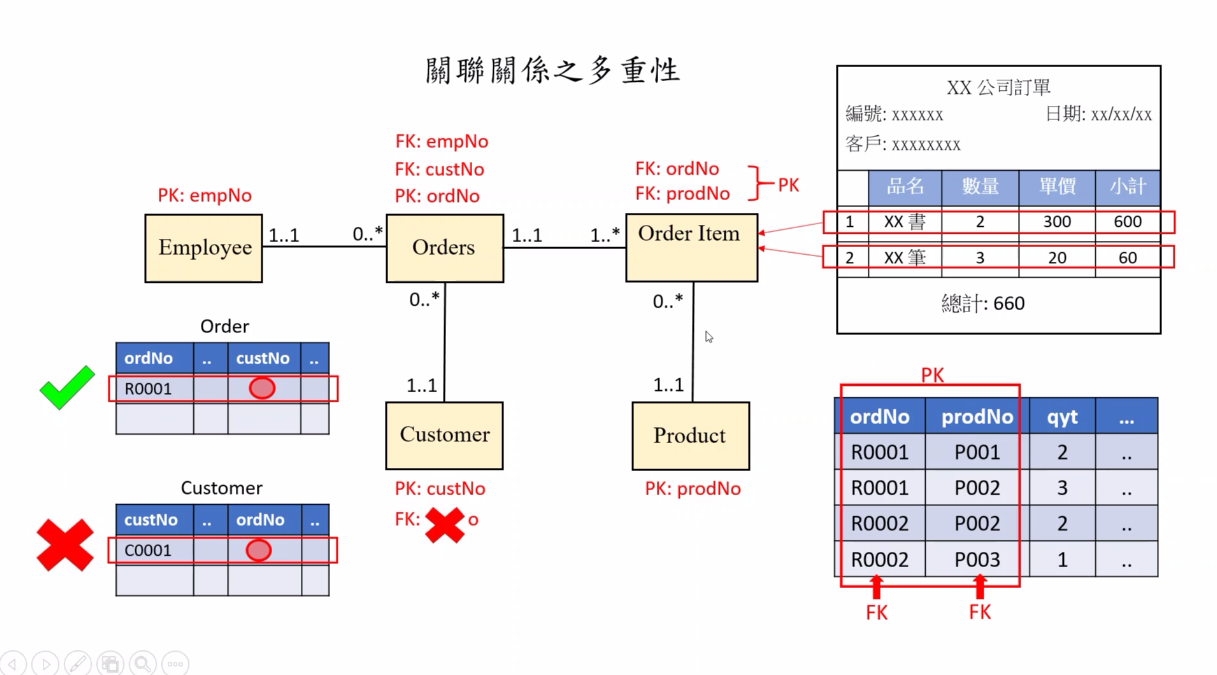 關聯關係之多重性
XX 公司訂單
編號: xxxxxx 日期: xx/xx/xx
客戶: xxxxxxxx
品名 數量 單價 小計
1 XX 書 2 300 600
2 XX 筆 3 20 60
總計: 660
FK: empNo
FK: custNo
PK: ordNo
FK: ordNo
FK: prodNo
PK
PK: empNo
Employee
1..1 0..*
Orders
1..1 1..*
Order Item
0..*
0..*
1..1
1..1
Customer
Product
PK: custNo
FK: o
PK: prodNo
Order
ordNo .. custNo ..
R0001
Customer
custNo .. ordNo ..
C0001
PK
ordNo prodNo qyt ...
R0001 P001 2 ..
R0001 P002 3 ..
R0002 P002 2 ..
R0002 P003 1 ..
FK FK